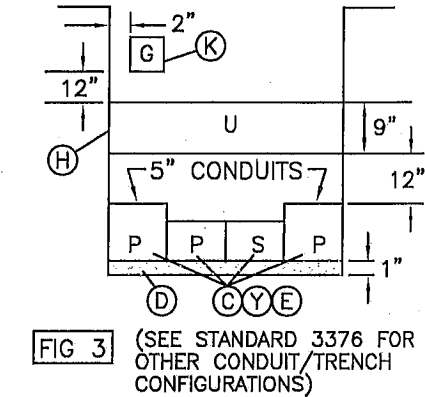 2"
G K
12"
U
9"
H
5" CONDUITS
12"
P P S P
1"
D C Y E
FIG 3 (SEE STANDARD 3376 FOR
OTHER CONDUIT/TRENCH
CONFIGURATIONS)